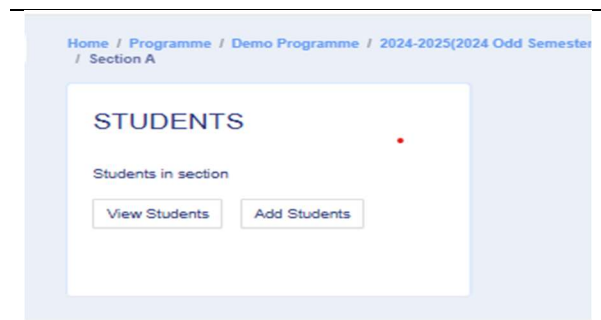 Home / Programme / Demo Programme / 2024-2025(2024 Odd Semester
/ Section A
STUDENTS
Students in section
View Students
Add Students